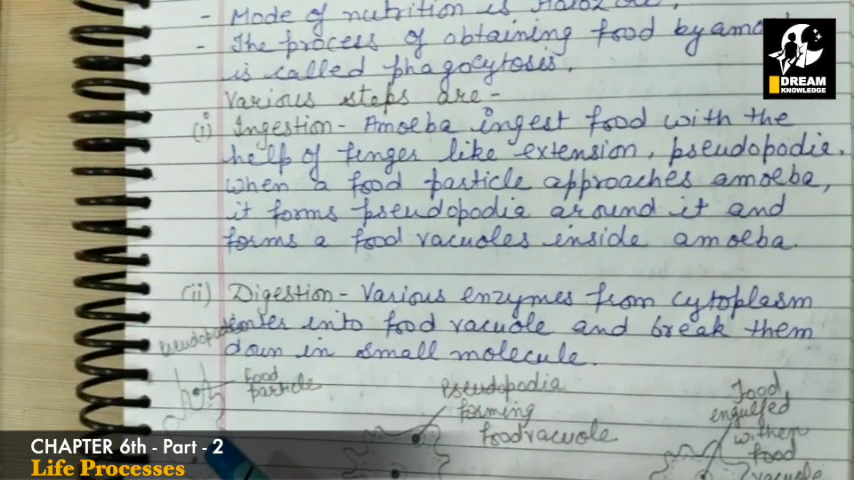 - Mode of nutrition is
- The process of obtaining food by
is called phagocytosis.
Various steps are -
(i) Ingestion - Amoeba ingest food with the
help of finger like extension, pseudopodia.
When a food particle approaches amoeba,
it forms pseudopodia around it and
forms a food vacuoles inside amoeba.
(ii) Digestion - Various enzymes from cytoplasm
into food vacuole and break them
down in small molecule.
food
particle
pseudopodia
forming
food vacuole
Food
engulfed
within
food
vacuole
DREAM
KNOWLEDGE
CHAPTER 6th - Part - 2
Life Processes